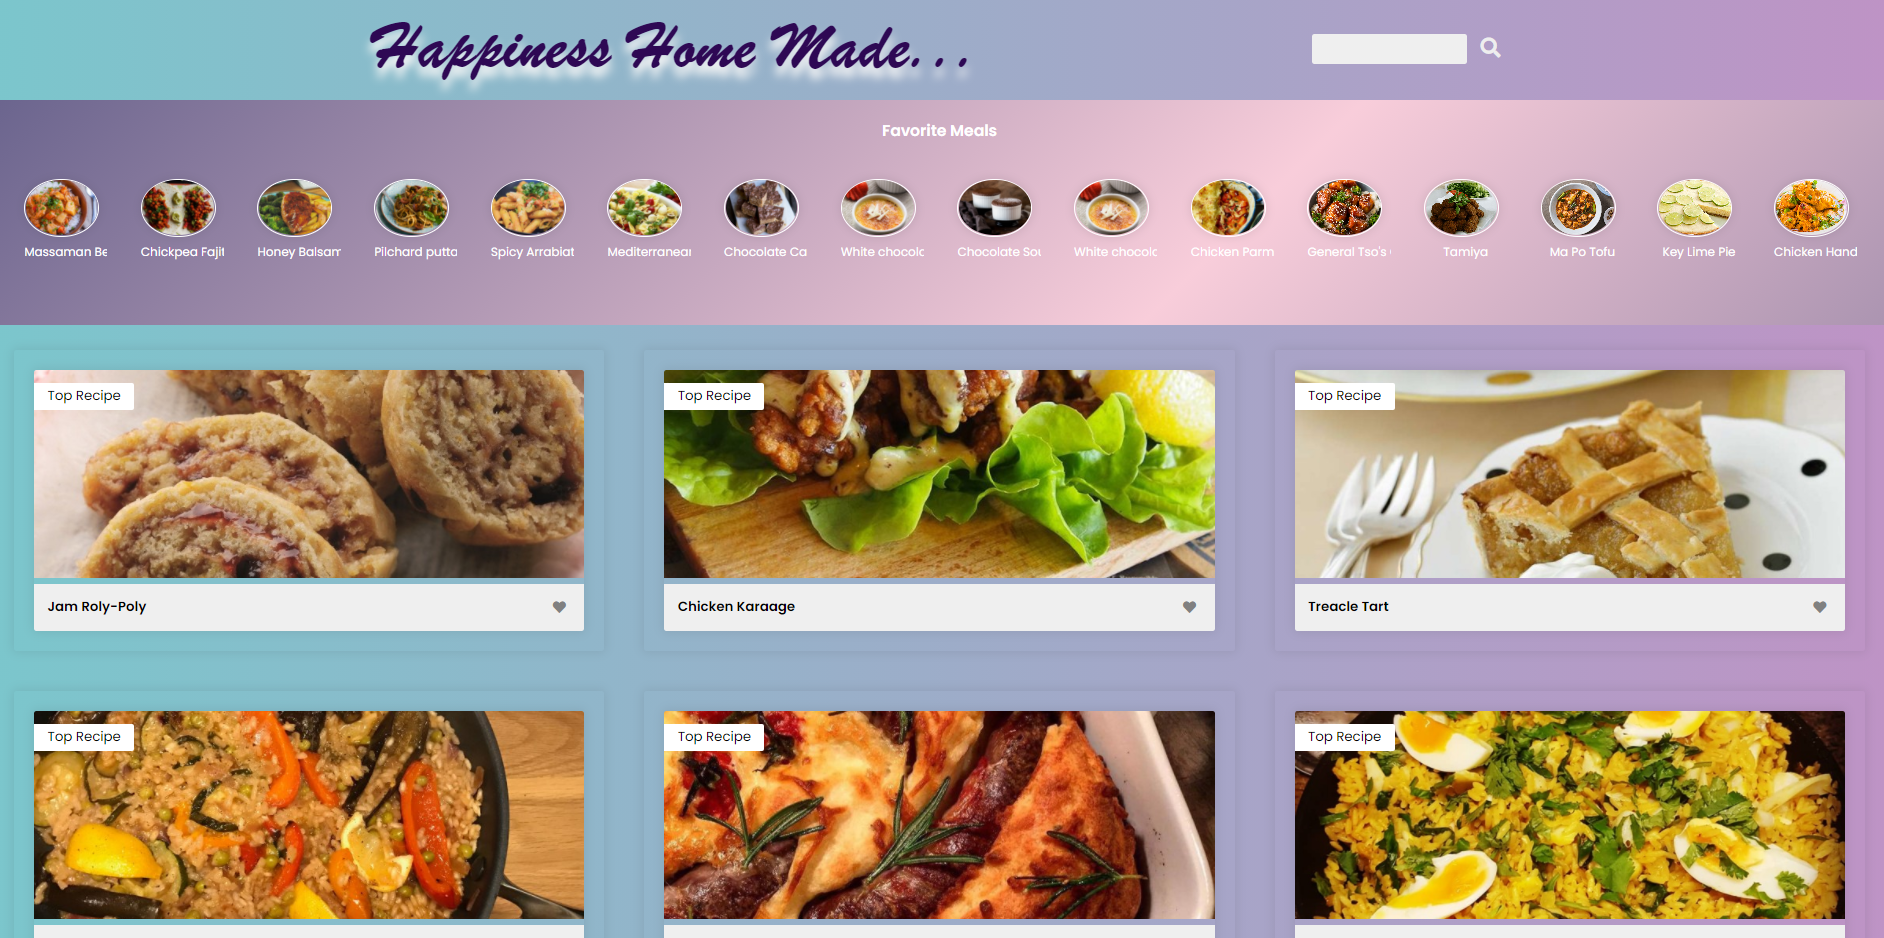 Happiness Home Made...
Favorite Meals
Massaman Be
Chickpea Fajit
Honey Balsam
Pilchard putta
Spicy Arrabiat
Mediterranean
Chocolate Ca
White chocolc
Chocolate Sou
White chocolc
Chicken Parm
General Tso's
Tamiya
Ma Po Tofu
Key Lime Pie
Chicken Hand
Top Recipe
Top Recipe
Top Recipe
Jam Roly-Poly
Chicken Karaage
Treacle Tart
Top Recipe
Top Recipe
Top Recipe